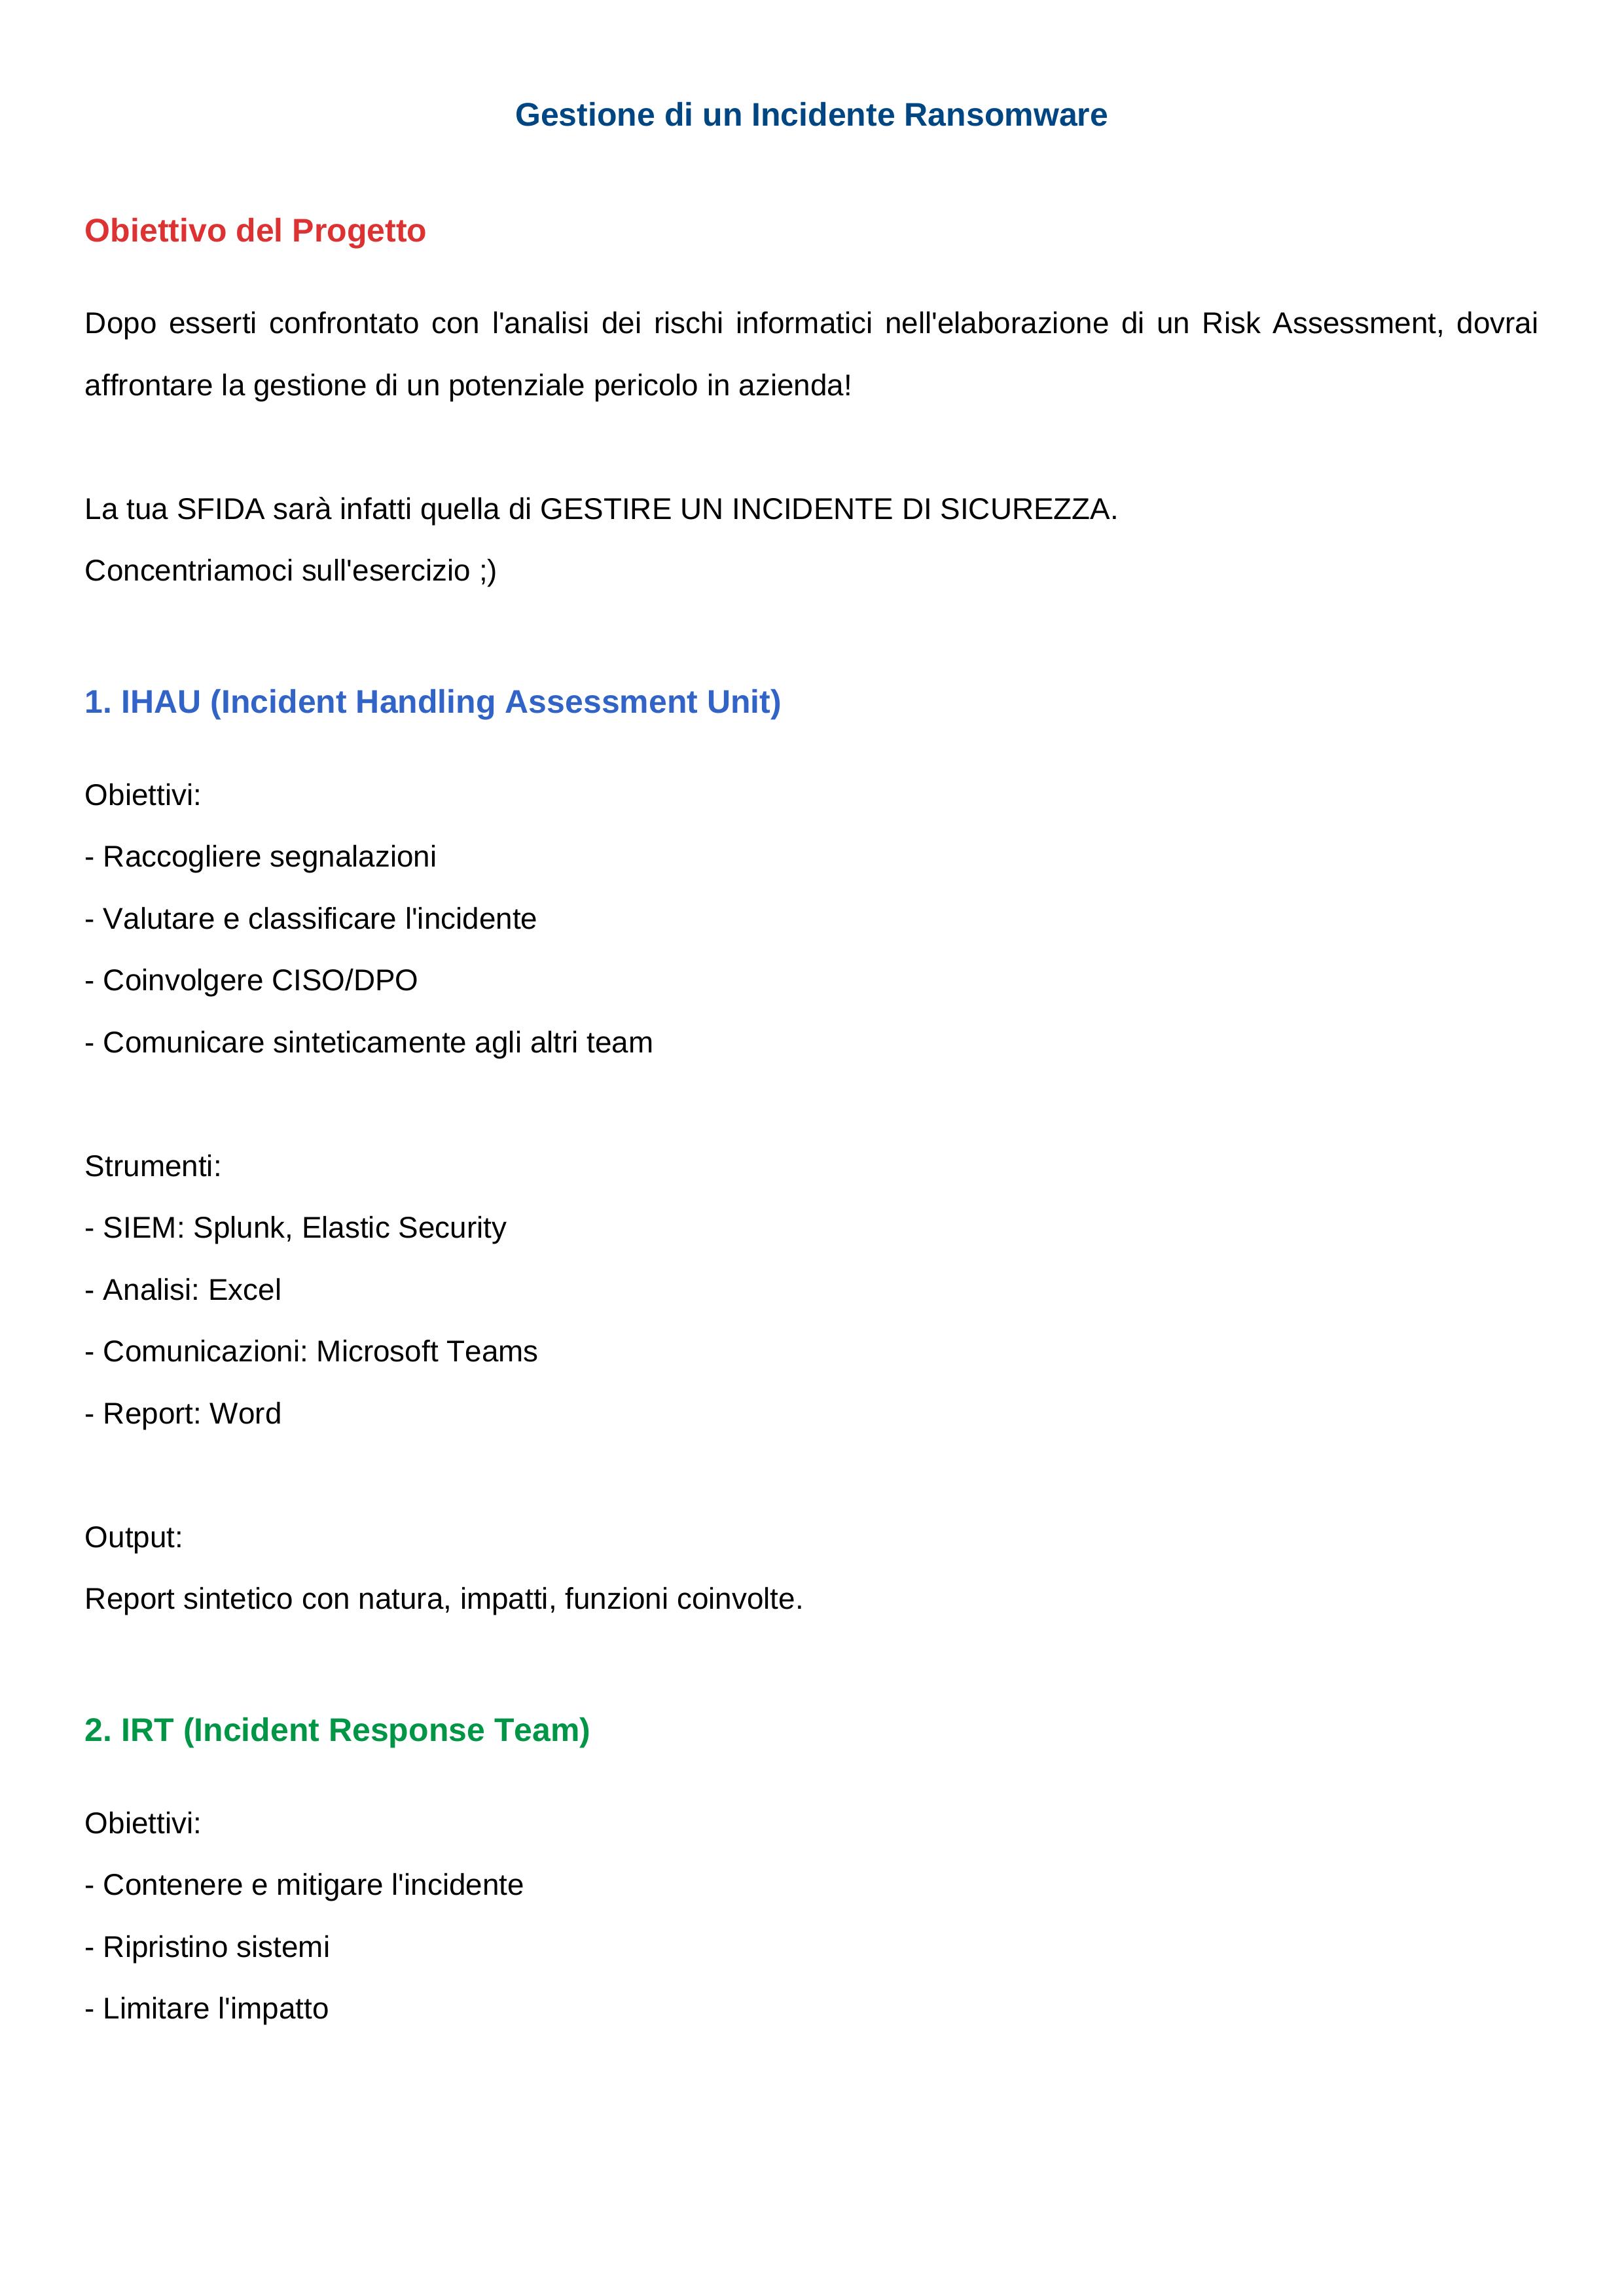 Gestione di un Incidente Ransomware
Obiettivo del Progetto
Dopo esserti confrontato con l'analisi dei rischi informatici nell'elaborazione di un Risk Assessment, dovrai
affrontare la gestione di un potenziale pericolo in azienda!
La tua SFIDA sarà infatti quella di GESTIRE UN INCIDENTE DI SICUREZZA.
Concentriamoci sull'esercizio ;)
1. IHAU (Incident Handling Assessment Unit)
Obiettivi:
- Raccogliere segnalazioni
- Valutare e classificare l'incidente
- Coinvolgere CISO/DPO
- Comunicare sinteticamente agli altri team
Strumenti:
- SIEM: Splunk, Elastic Security
- Analisi: Excel
- Comunicazioni: Microsoft Teams
- Report: Word
Output:
Report sintetico con natura, impatti, funzioni coinvolte.
2. IRT (Incident Response Team)
Obiettivi:
- Contenere e mitigare l'incidente
- Ripristino sistemi
- Limitare l'impatto